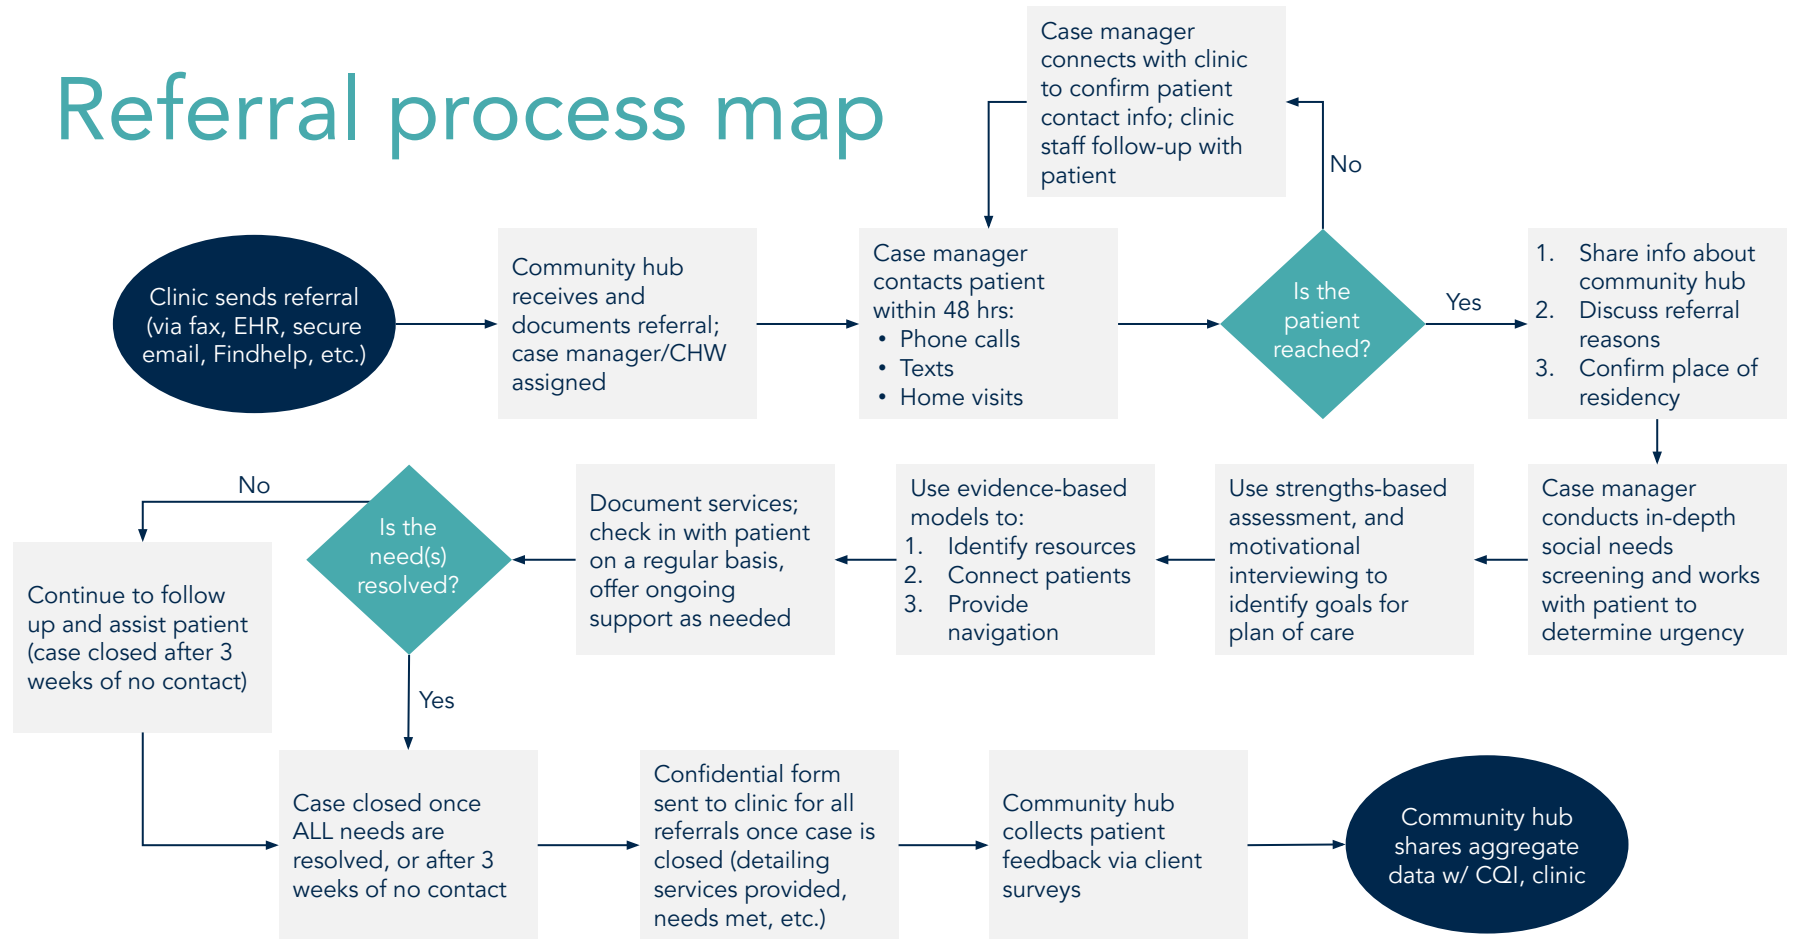 Referral process map
Case manager
connects with clinic
to confirm patient
contact info; clinic
staff follow-up with
patient
No
Clinic sends referral
(via fax, EHR, secure
email, Findhelp, etc.)
Community hub
receives and
documents referral;
case manager/CHW
assigned
Case manager
contacts patient
within 48 hrs:
• Phone calls
• Texts
• Home visits
Is the
patient
reached?
Yes
1. Share info about
community hub
2. Discuss referral
reasons
3. Confirm place of
residency
Case manager
conducts in-depth
social needs
screening and works
with patient to
determine urgency
Use strengths-based
assessment, and
motivational
interviewing to
identify goals for
plan of care
Use evidence-based
models to:
1. Identify resources
2. Connect patients
3. Provide
navigation
Document services;
check in with patient
on a regular basis,
offer ongoing
support as needed
Is the
need(s)
resolved?
No
Continue to follow
up and assist patient
(case closed after 3
weeks of no contact)
Yes
Case closed once
ALL needs are
resolved, or after 3
weeks of no contact
Confidential form
sent to clinic for all
referrals once case is
closed (detailing
services provided,
needs met, etc.)
Community hub
collects patient
feedback via client
surveys
Community hub
shares aggregate
data w/ CQI, clinic